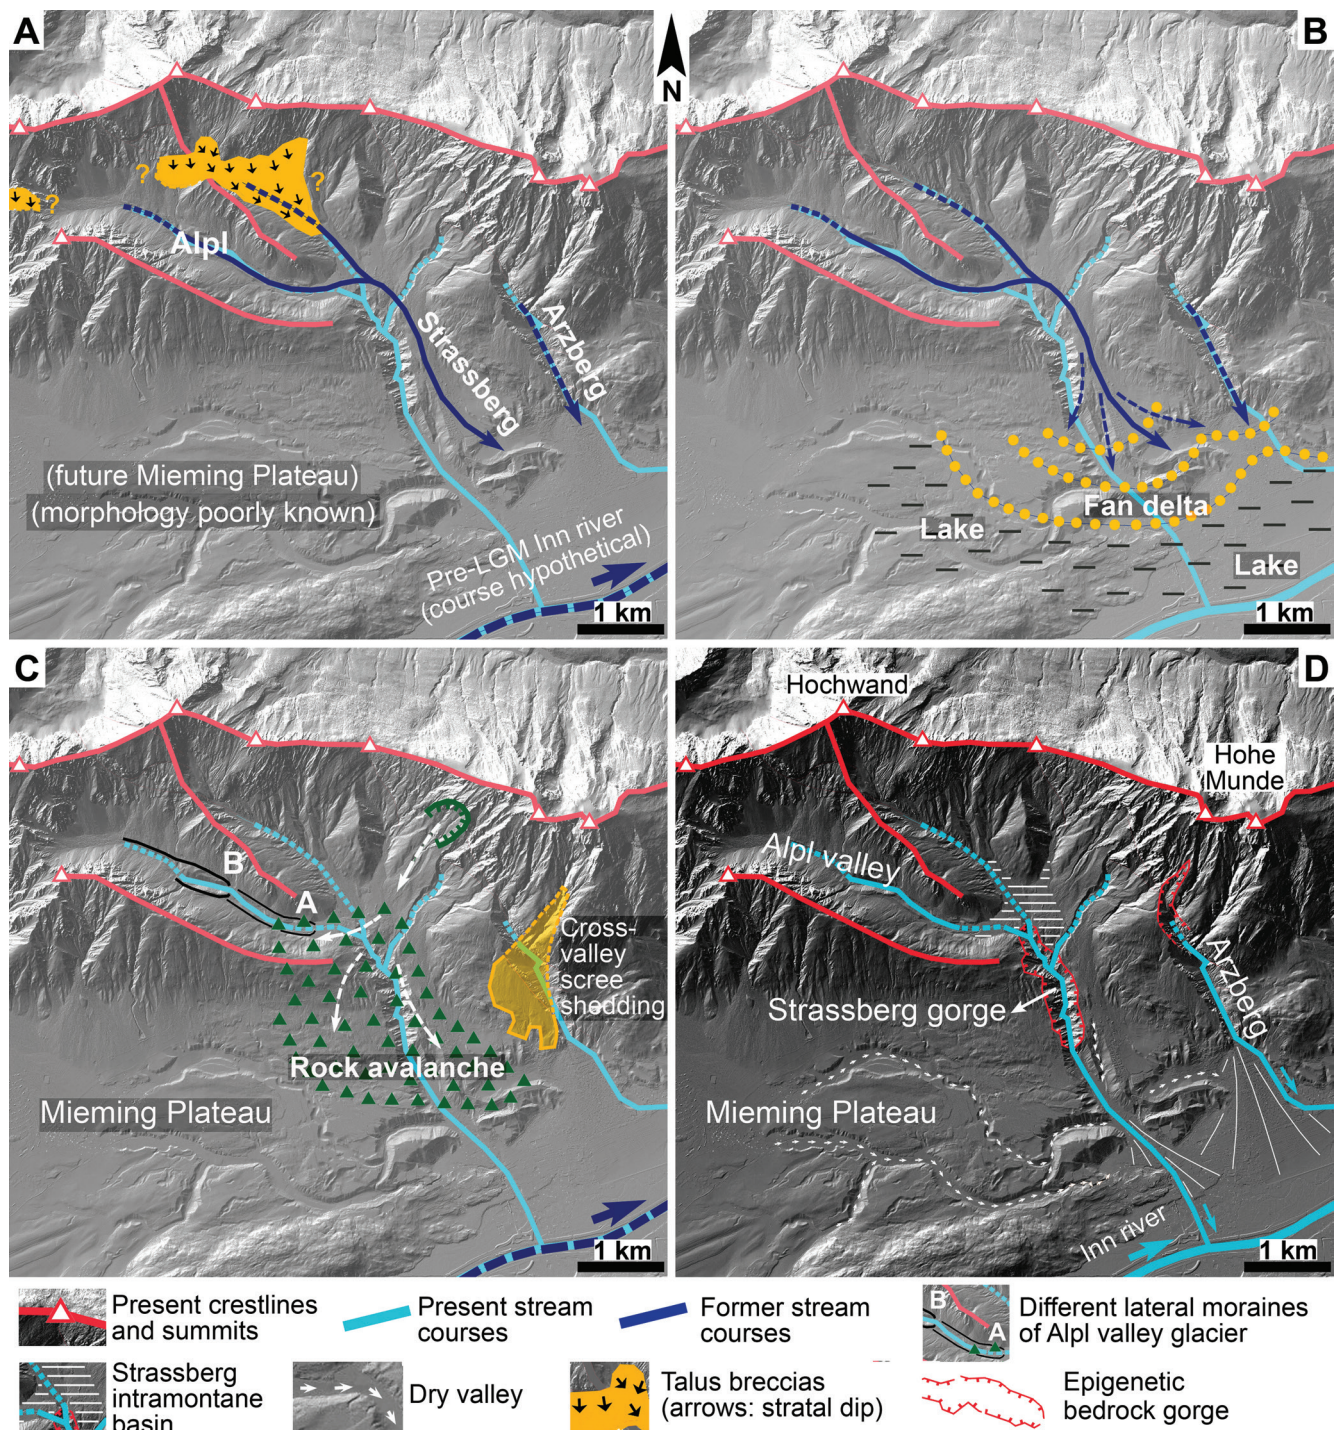 A
N
B
?
?
?
Alpl
Strassberg
Arzberg
(future Mieming Plateau)
(morphology poorly known)
Pre-LGM Inn river
(course hypothetical)
1 km
Fan delta
Lake
Lake
1 km
C
B
A
Cross-
valley
scree
shedding
Rock avalanche
Mieming Plateau
1 km
D
Hochwand
Hohe
Munde
Alpl valley
Strassberg gorge
Arzberg
Mieming Plateau
Inn river
1 km
Present crestlines
and summits
Present stream
courses
Former stream
courses
B
A
Different lateral moraines
of Alpl valley glacier
Strassberg
intramontane
basin
Dry valley
Talus breccias
(arrows: stratal dip)
Epigenetic
bedrock gorge